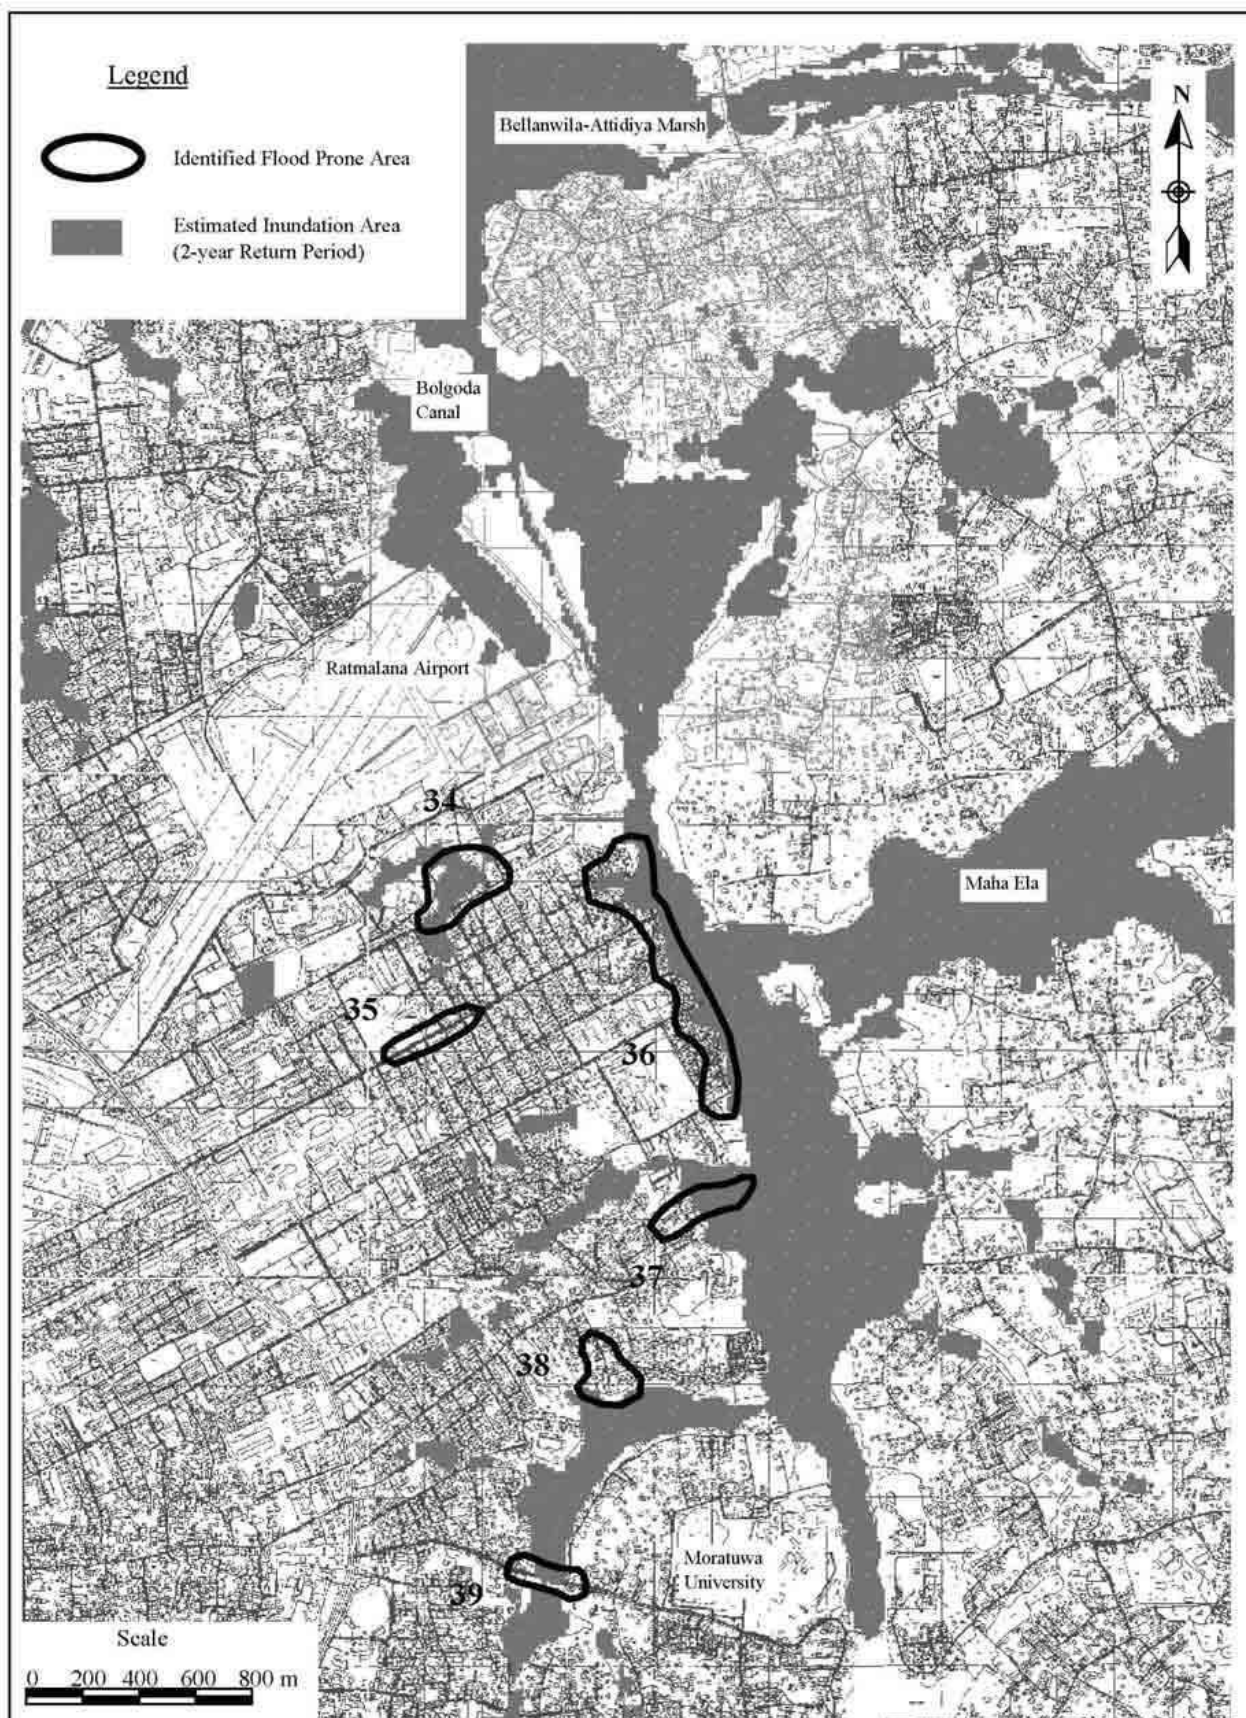 Legend
Identified Flood Prone Area
Estimated Inundation Area
(2-year Return Period)
N
Bellanwila-Attidiya Marsh
Bolgoda
Canal
Ratmalana Airport
34
Maha Ela
35
36
37
38
39
Moratuwa
University
Scale
0 200 400 600 800 m